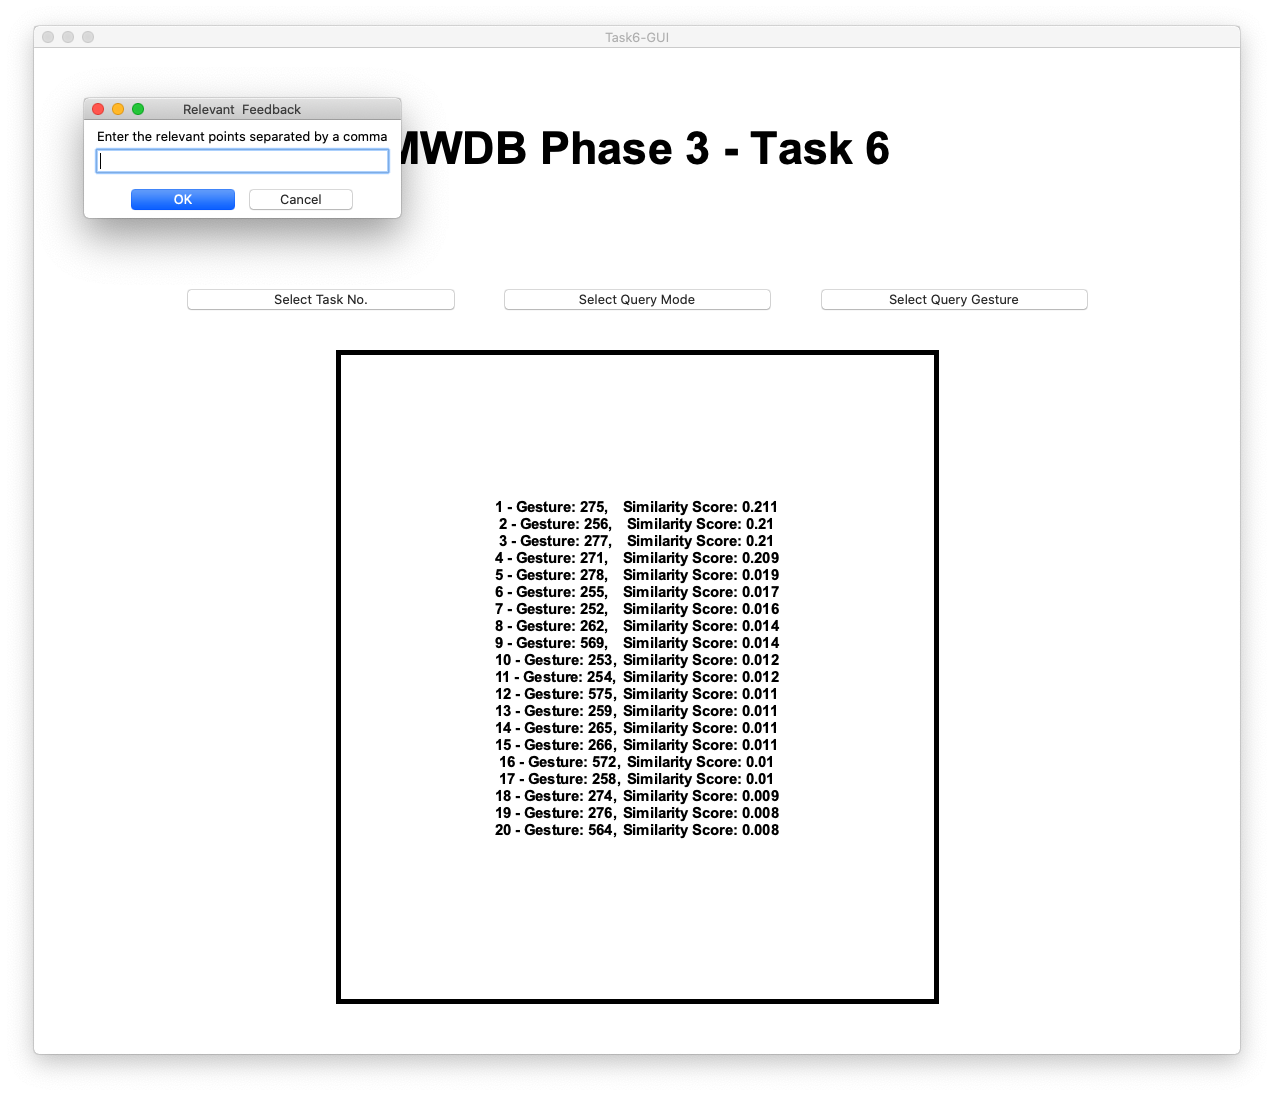 Task6-GUI
Relevant Feedback
Enter the relevant points separated by a comma
OK
Cancel
MWDB Phase 3 - Task 6
Select Task No.
Select Query Mode
Select Query Gesture
1 - Gesture: 275, Similarity Score: 0.211
2 - Gesture: 256, Similarity Score: 0.21
3 - Gesture: 277, Similarity Score: 0.21
4 - Gesture: 271, Similarity Score: 0.209
5 - Gesture: 278, Similarity Score: 0.019
6 - Gesture: 255, Similarity Score: 0.017
7 - Gesture: 252, Similarity Score: 0.016
8 - Gesture: 262, Similarity Score: 0.014
9 - Gesture: 569, Similarity Score: 0.014
10 - Gesture: 253, Similarity Score: 0.012
11 - Gesture: 254, Similarity Score: 0.012
12 - Gesture: 575, Similarity Score: 0.011
13 - Gesture: 259, Similarity Score: 0.011
14 - Gesture: 265, Similarity Score: 0.011
15 - Gesture: 266, Similarity Score: 0.011
16 - Gesture: 572, Similarity Score: 0.01
17 - Gesture: 258, Similarity Score: 0.01
18 - Gesture: 274, Similarity Score: 0.009
19 - Gesture: 276, Similarity Score: 0.008
20 - Gesture: 564, Similarity Score: 0.008